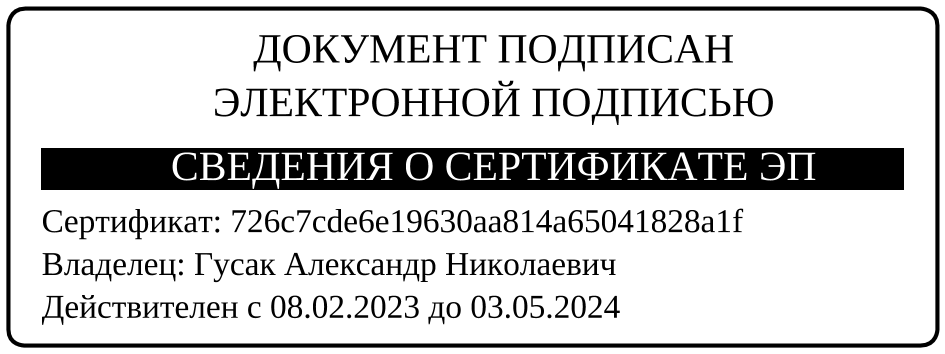 ДОКУМЕНТ ПОДПИСАН
ЭЛЕКТРОННОЙ ПОДПИСЬЮ
СВЕДЕНИЯ О СЕРТИФИКАТЕ ЭП
Сертификат: 726c7cde6e19630aa814a65041828a1f
Владелец: Гусак Александр Николаевич
Действителен с 08.02.2023 до 03.05.2024